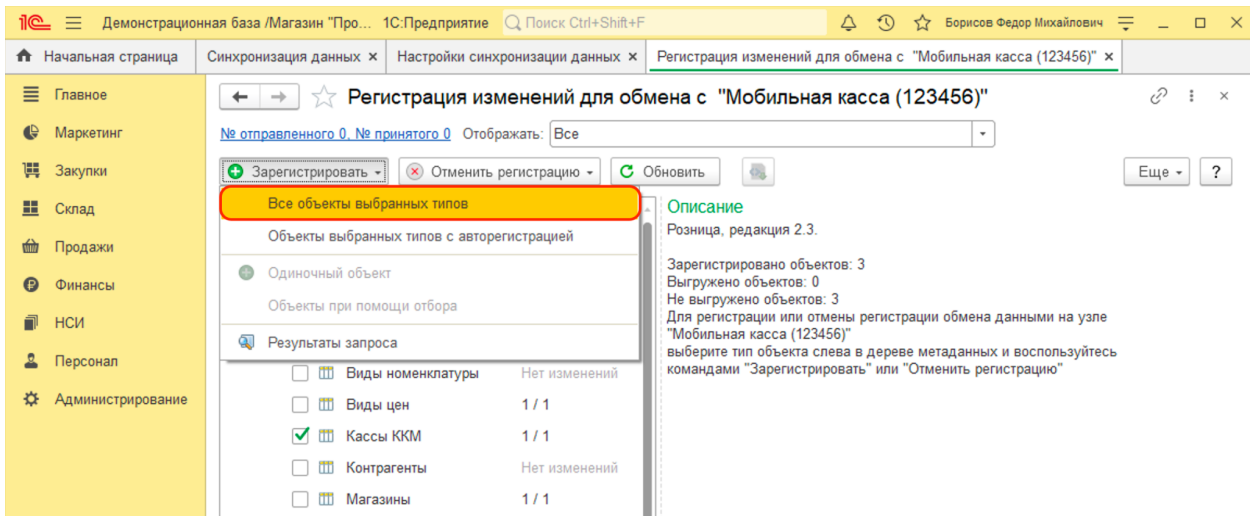 1С Демонстрационная база /Магазин "Про... 1С:Предприятие Поиск Ctrl+Shift+F Борисов Федор Михайлович
Начальная страница Синхронизация данных × Настройки синхронизации данных × Регистрация изменений для обмена с "Мобильная касса (123456)" ×
Главное
Маркетинг
Закупки
Склад
Продажи
Финансы
НСИ
Персонал
Администрирование
Регистрация изменений для обмена с "Мобильная касса (123456)"
№ отправленного 0, № принятого 0 Отображать: Все
Зарегистрировать Отменить регистрацию Обновить Еще ?
Все объекты выбранных типов
Объекты выбранных типов с авторегистрацией
Одиночный объект
Объекты при помощи отбора
Результаты запроса
Виды номенклатуры Нет изменений
Виды цен 1 / 1
Кассы ККМ 1 / 1
Контрагенты Нет изменений
Магазины 1 / 1
Описание
Розница, редакция 2.3.
Зарегистрировано объектов: 3
Выгружено объектов: 0
Не выгружено объектов: 3
Для регистрации или отмены регистрации обмена данными на узле
"Мобильная касса (123456)"
выберите тип объекта слева в дереве метаданных и воспользуйтесь
командами "Зарегистрировать" или "Отменить регистрацию"